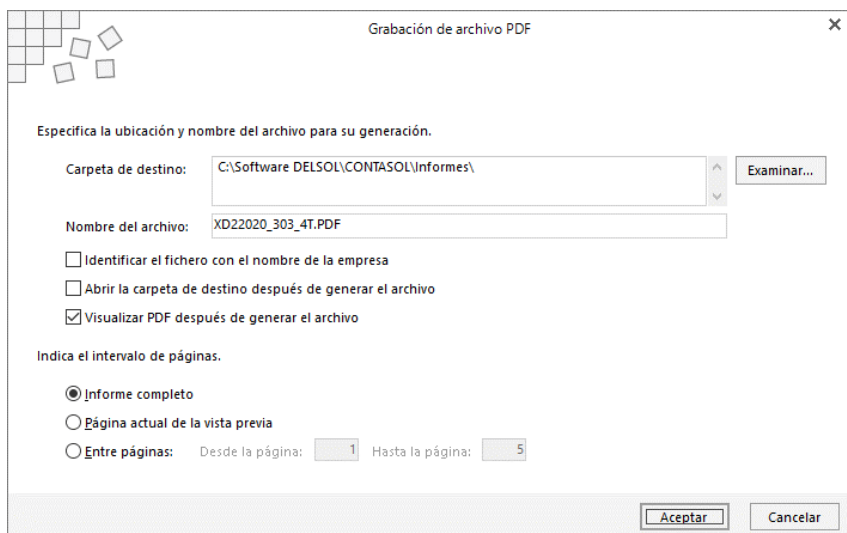 Grabación de archivo PDF
Especifica la ubicación y nombre del archivo para su generación.
Carpeta de destino: C:\Software DELSOL\CONTASOL\Informes\ Examinar...
Nombre del archivo: XD22020_303_4T.PDF
Identificar el fichero con el nombre de la empresa
Abrir la carpeta de destino después de generar el archivo
Visualizar PDF después de generar el archivo
Indica el intervalo de páginas.
Informe completo
Página actual de la vista previa
Entre páginas: Desde la página: 1 Hasta la página: 5
Aceptar Cancelar